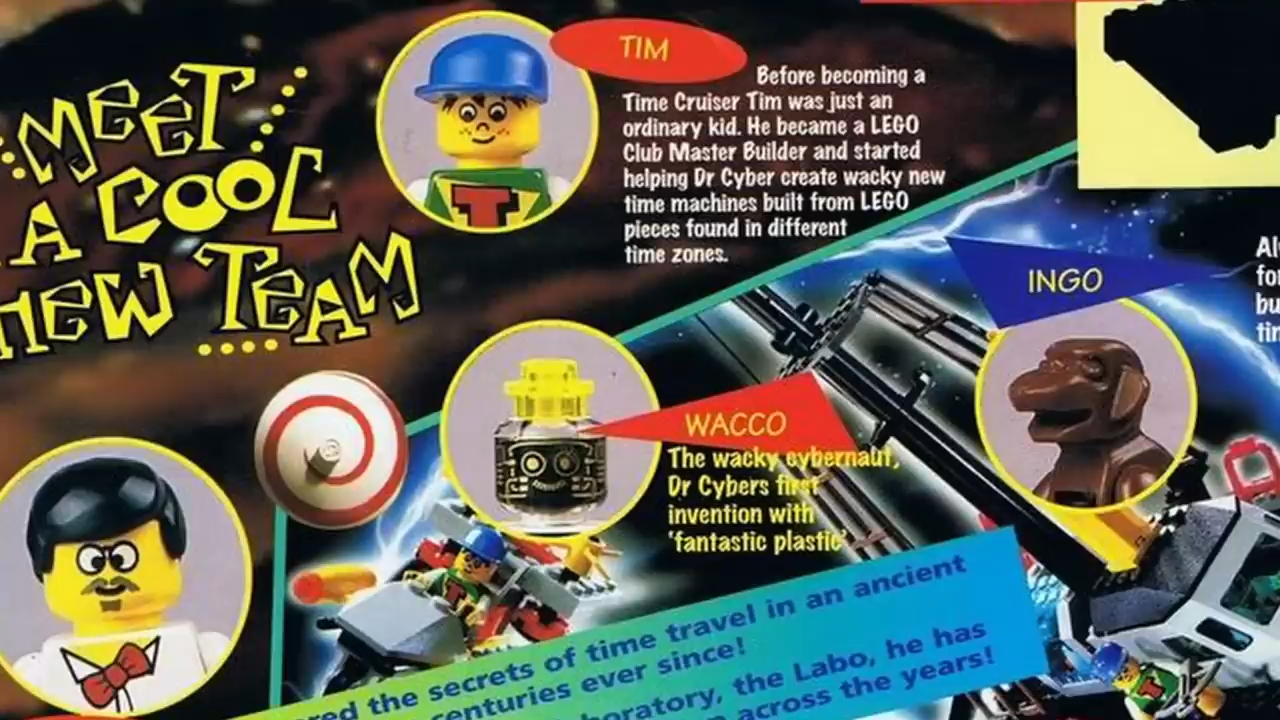 MEET
A COOL
NEW TEAM
TIM
Before becoming a
Time Cruiser Tim was just an
ordinary kid. He became a LEGO
Club Master Builder and started
helping Dr Cyber create wacky new
time machines built from LEGO
pieces found in different
time zones.
INGO
WACCO
The wacky cybernaut,
Dr Cybers first
invention with
'fantastic plastic'
the secrets of time travel in an ancient
centuries ever since!
the Labo, he has
across the years!
T